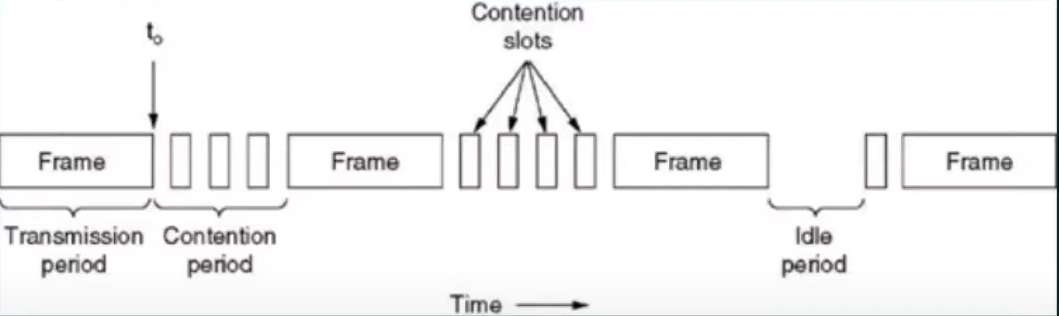 Contention
slots
t₀
Frame
Frame
Frame
Frame
Transmission
period
Contention
period
Idle
period
Time